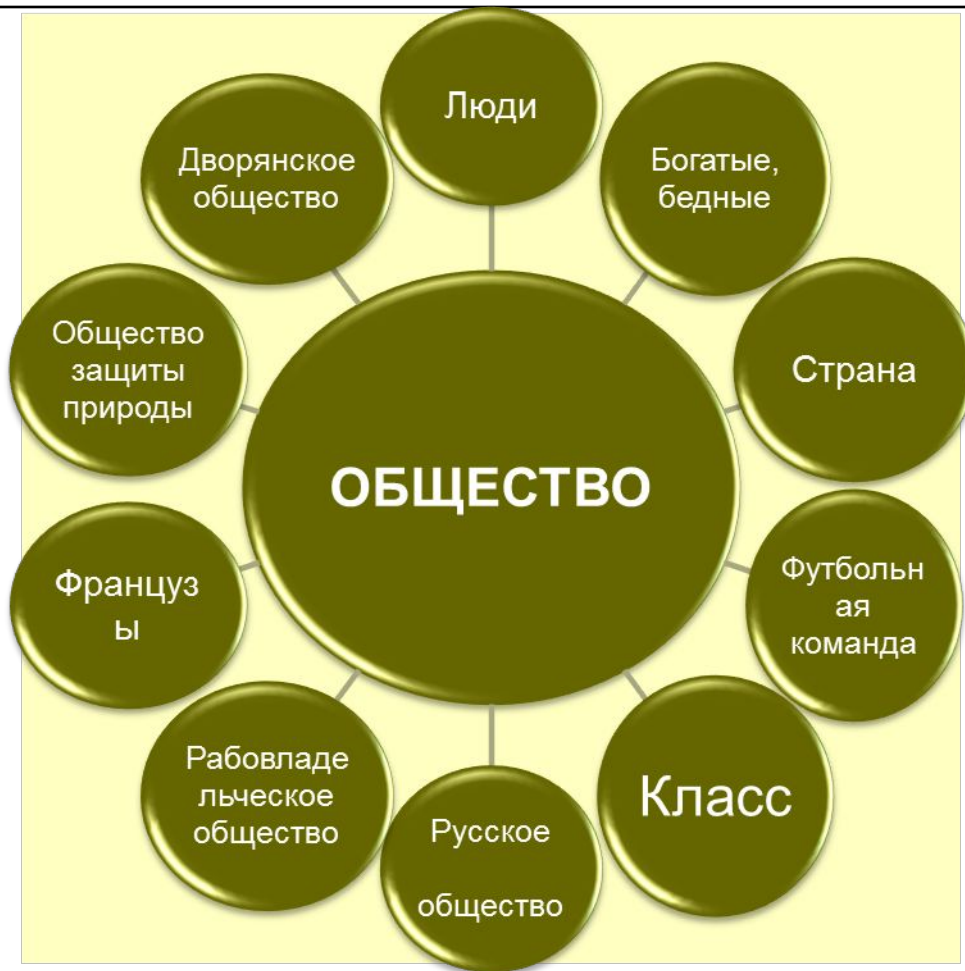 Люди
Богатые,
бедные
Страна
Футбольн
ая
команда
Класс
Русское
общество
Рабовладе
льческое
общество
Француз
ы
Общество
защиты
природы
Дворянское
общество
ОБЩЕСТВО